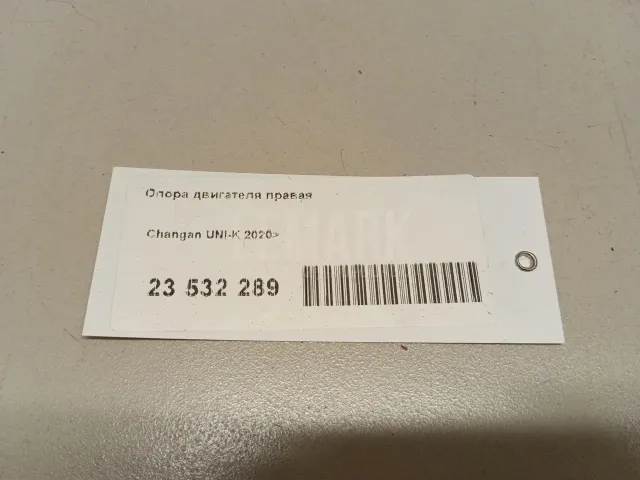 Опора двигателя правая
Changan UNI-K 2020>
23 532 289